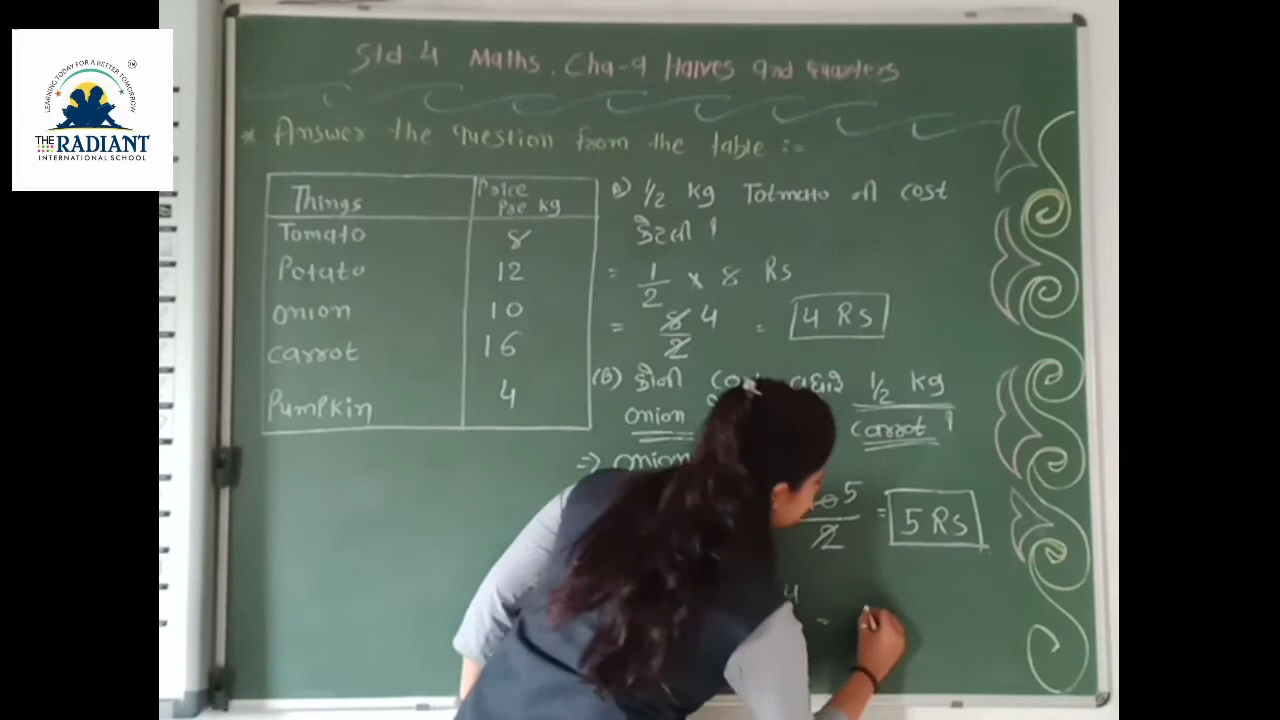 LEARNING TODAY FOR A BETTER TOMORROW
THE RADIANT
INTERNATIONAL SCHOOL
Std 4 Maths, Cha-9 Halves and Quarters
* Answer the question from the table :-
Things Price Pre kg
Tomato 8
Potato 12
Onion 10
Carrot 16
Pumpkin 4
A) 1/2 kg Totmato ની cost
કેટલી ?
= 1/2 x 8 Rs
= 8/2 4 = 4 Rs
(B) કોની વધારે 1/2 kg
onion carrot ?
=> onion
5
2 = 5 Rs
=